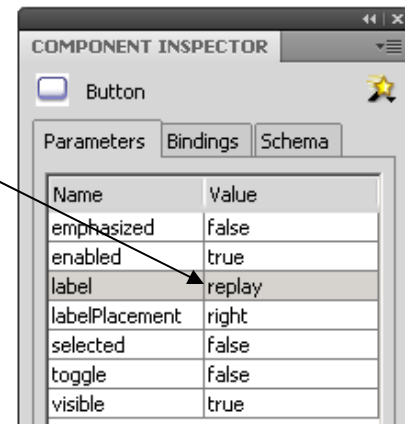 COMPONENT INSPECTOR
Button
Parameters Bindings Schema
Name Value
emphasized false
enabled true
label replay
labelPlacement right
selected false
toggle false
visible true